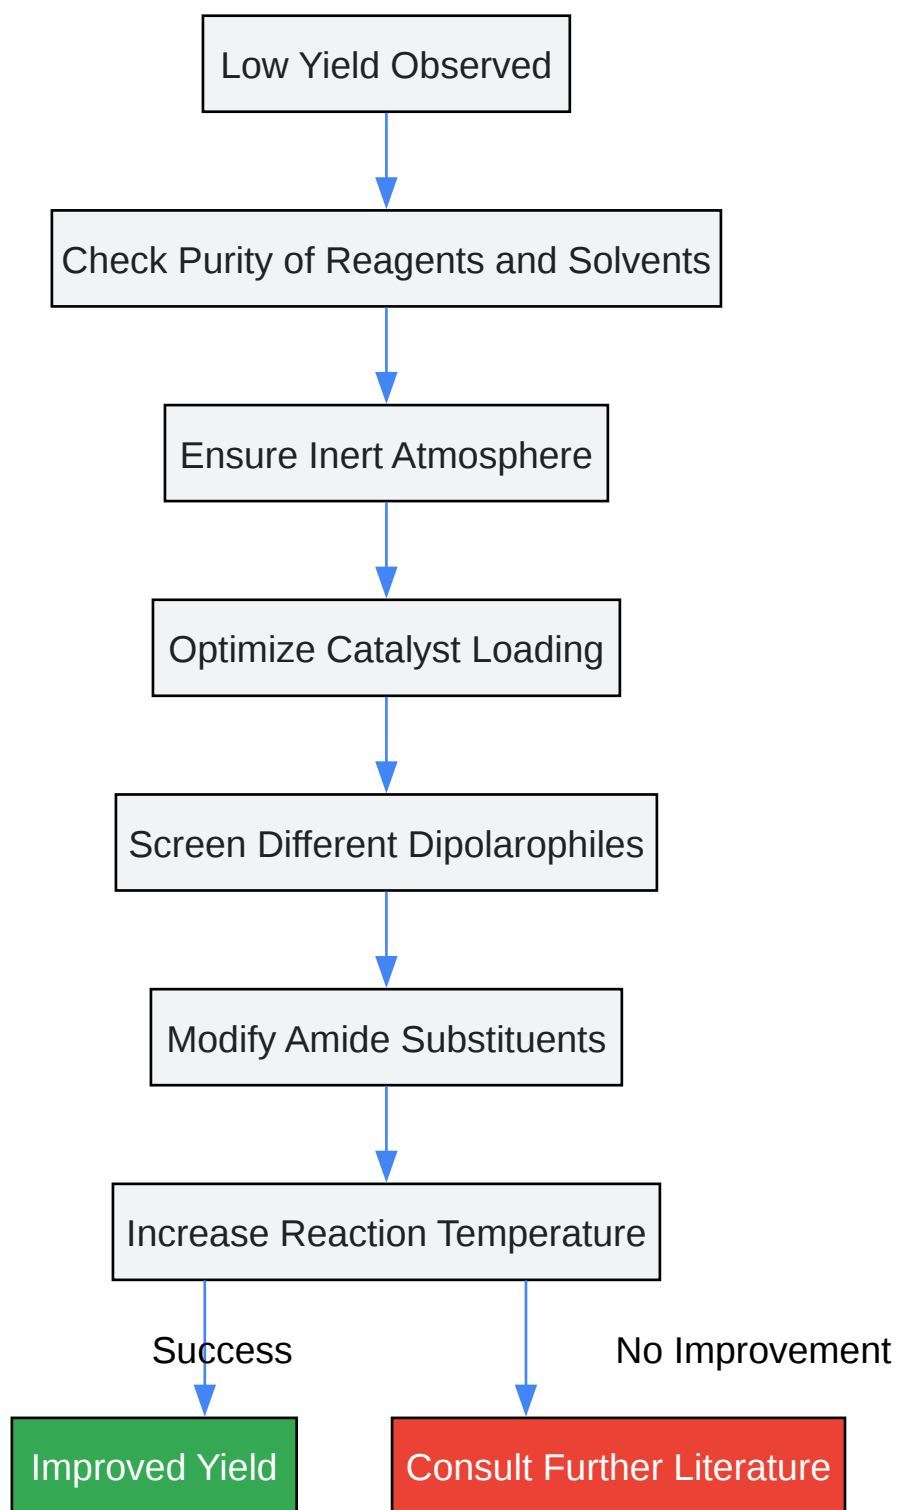 Low Yield Observed
Check Purity of Reagents and Solvents
Ensure Inert Atmosphere
Optimize Catalyst Loading
Screen Different Dipolarophiles
Modify Amide Substituents
Increase Reaction Temperature
Success
No Improvement
Improved Yield
Consult Further Literature